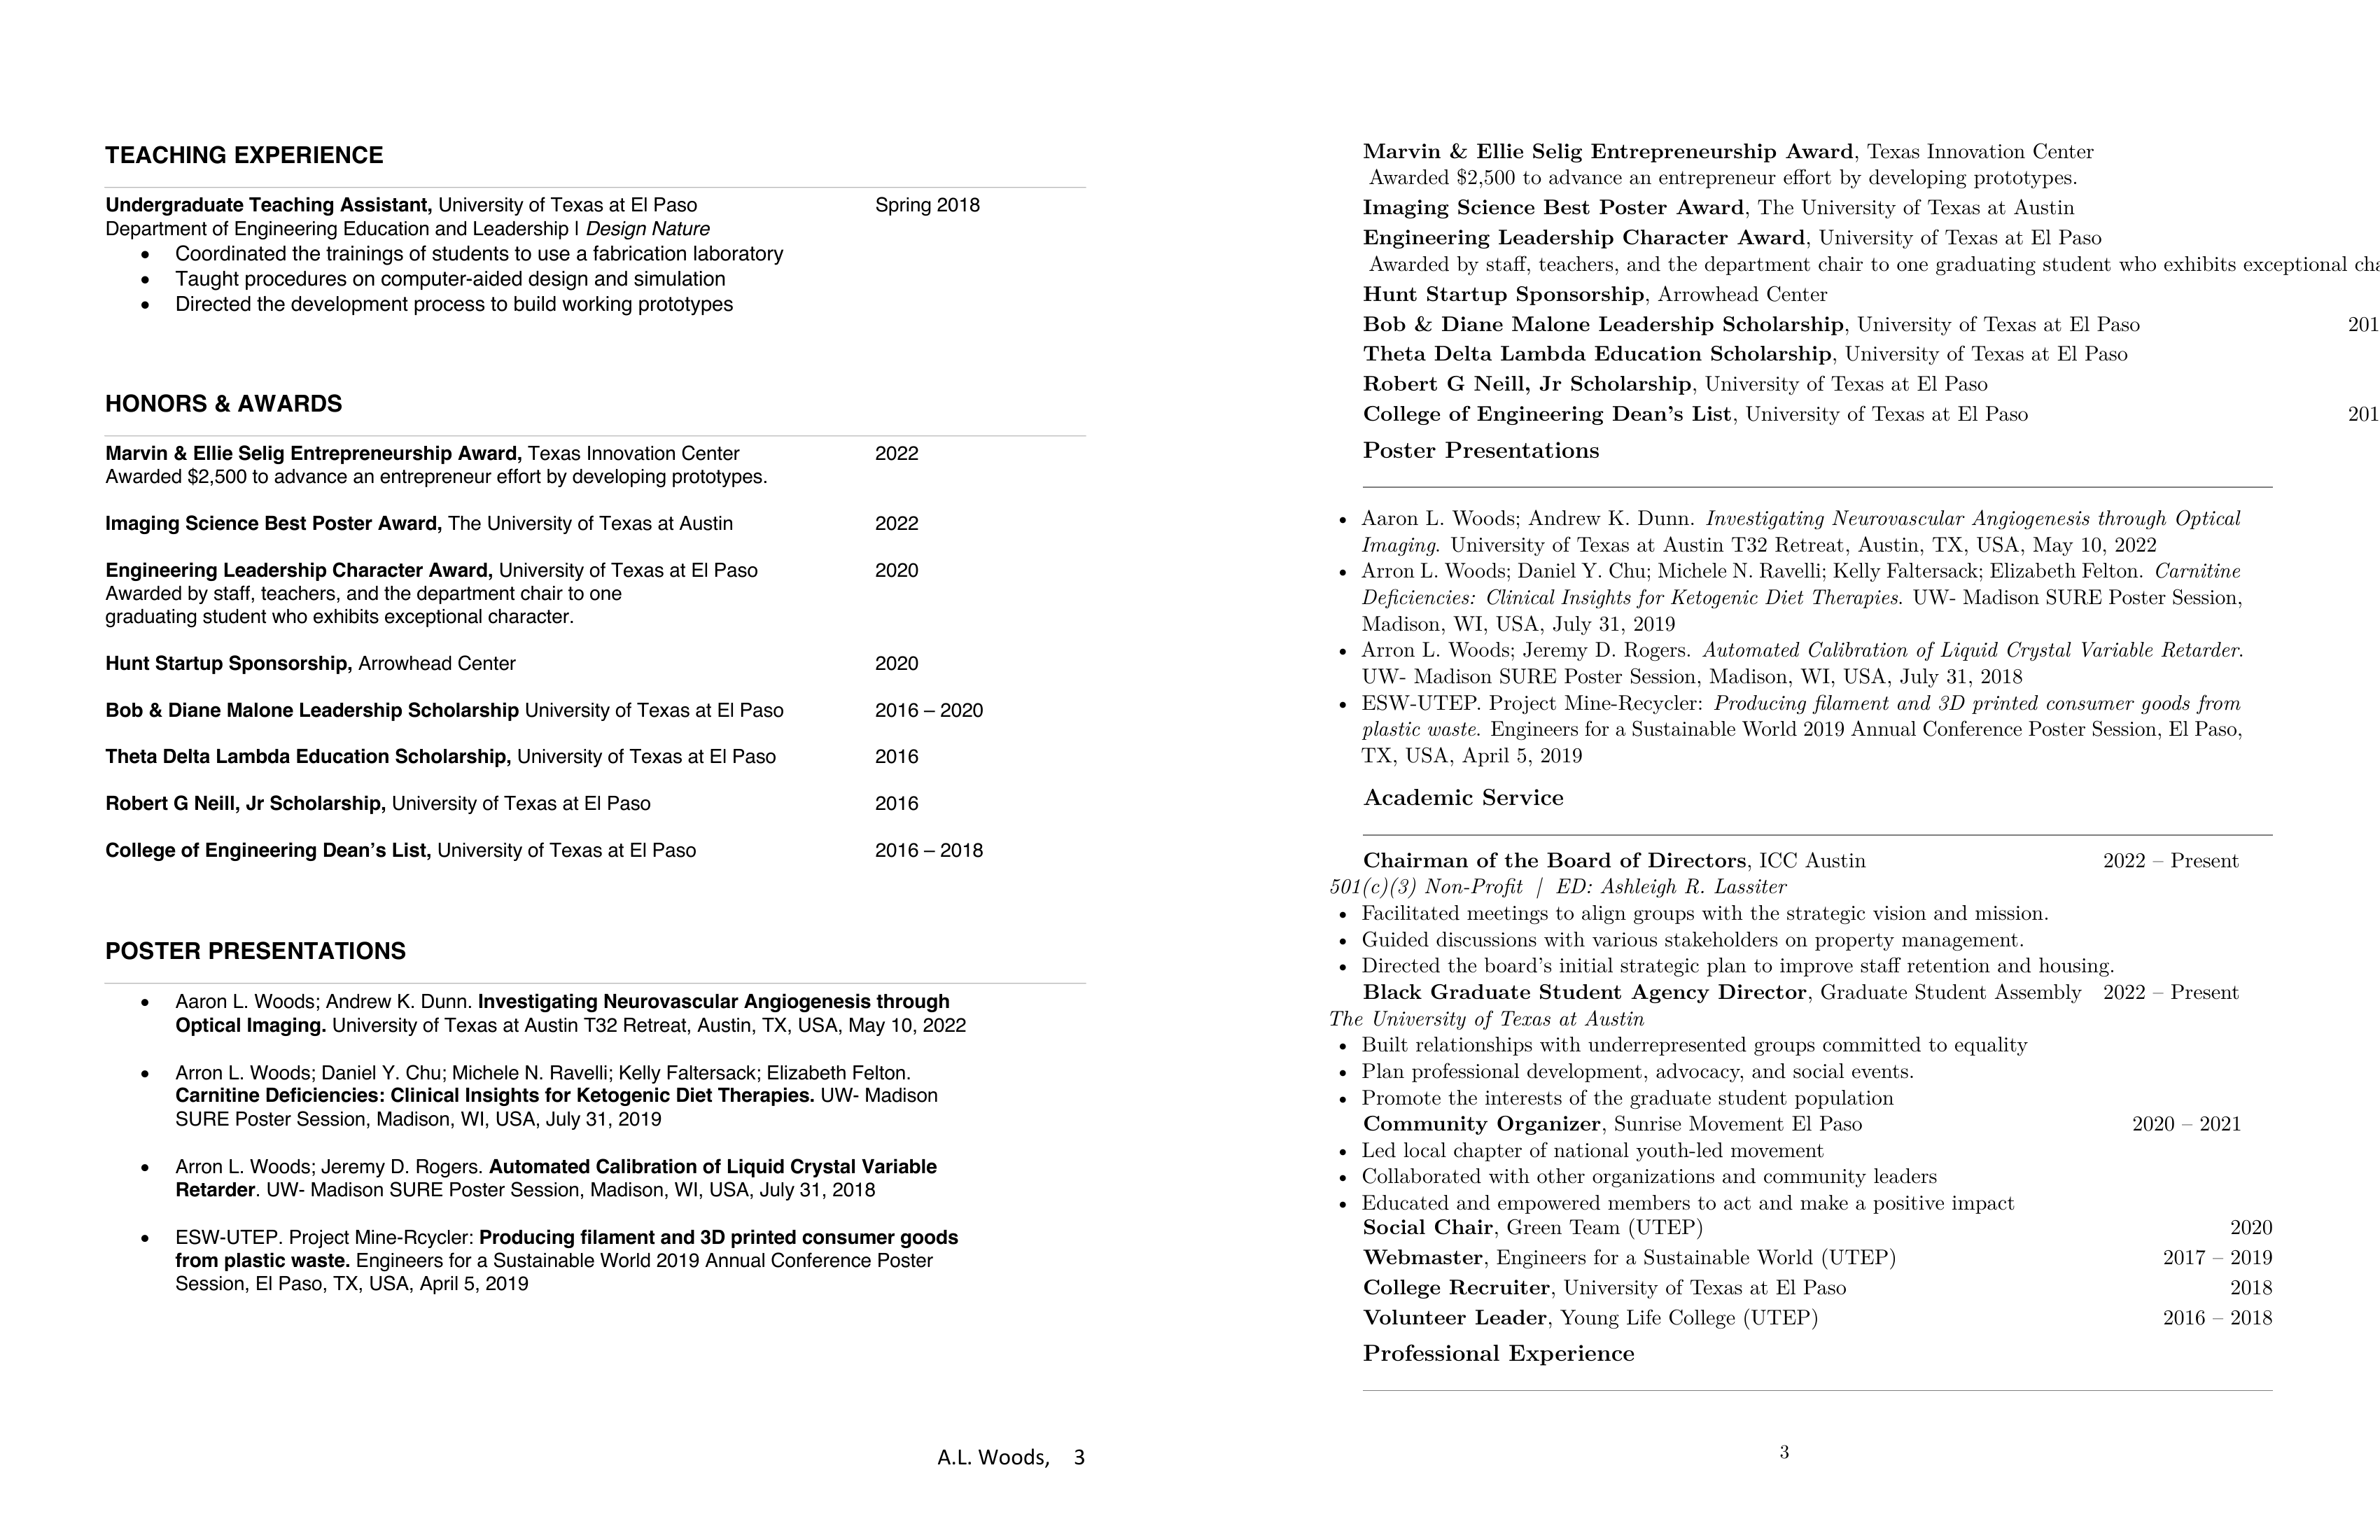 TEACHING EXPERIENCE
Undergraduate Teaching Assistant, University of Texas at El Paso Spring 2018
Department of Engineering Education and Leadership | Design Nature
• Coordinated the trainings of students to use a fabrication laboratory
• Taught procedures on computer-aided design and simulation
• Directed the development process to build working prototypes
HONORS & AWARDS
Marvin & Ellie Selig Entrepreneurship Award, Texas Innovation Center 2022
Awarded $2,500 to advance an entrepreneur effort by developing prototypes.
Imaging Science Best Poster Award, The University of Texas at Austin 2022
Engineering Leadership Character Award, University of Texas at El Paso 2020
Awarded by staff, teachers, and the department chair to one
graduating student who exhibits exceptional character.
Hunt Startup Sponsorship, Arrowhead Center 2020
Bob & Diane Malone Leadership Scholarship University of Texas at El Paso 2016 – 2020
Theta Delta Lambda Education Scholarship, University of Texas at El Paso 2016
Robert G Neill, Jr Scholarship, University of Texas at El Paso 2016
College of Engineering Dean’s List, University of Texas at El Paso 2016 – 2018
POSTER PRESENTATIONS
• Aaron L. Woods; Andrew K. Dunn. Investigating Neurovascular Angiogenesis through
Optical Imaging. University of Texas at Austin T32 Retreat, Austin, TX, USA, May 10, 2022
• Arron L. Woods; Daniel Y. Chu; Michele N. Ravelli; Kelly Faltersack; Elizabeth Felton.
Carnitine Deficiencies: Clinical Insights for Ketogenic Diet Therapies. UW- Madison
SURE Poster Session, Madison, WI, USA, July 31, 2019
• Arron L. Woods; Jeremy D. Rogers. Automated Calibration of Liquid Crystal Variable
Retarder. UW- Madison SURE Poster Session, Madison, WI, USA, July 31, 2018
• ESW-UTEP. Project Mine-Rcycler: Producing filament and 3D printed consumer goods
from plastic waste. Engineers for a Sustainable World 2019 Annual Conference Poster
Session, El Paso, TX, USA, April 5, 2019
A.L. Woods, 3
Marvin & Ellie Selig Entrepreneurship Award, Texas Innovation Center
Awarded $2,500 to advance an entrepreneur effort by developing prototypes.
Imaging Science Best Poster Award, The University of Texas at Austin
Engineering Leadership Character Award, University of Texas at El Paso
Awarded by staff, teachers, and the department chair to one graduating student who exhibits exceptional cha
Hunt Startup Sponsorship, Arrowhead Center
Bob & Diane Malone Leadership Scholarship, University of Texas at El Paso 201
Theta Delta Lambda Education Scholarship, University of Texas at El Paso
Robert G Neill, Jr Scholarship, University of Texas at El Paso
College of Engineering Dean’s List, University of Texas at El Paso 201
Poster Presentations
• Aaron L. Woods; Andrew K. Dunn. Investigating Neurovascular Angiogenesis through Optical
Imaging. University of Texas at Austin T32 Retreat, Austin, TX, USA, May 10, 2022
• Arron L. Woods; Daniel Y. Chu; Michele N. Ravelli; Kelly Faltersack; Elizabeth Felton. Carnitine
Deficiencies: Clinical Insights for Ketogenic Diet Therapies. UW- Madison SURE Poster Session,
Madison, WI, USA, July 31, 2019
• Arron L. Woods; Jeremy D. Rogers. Automated Calibration of Liquid Crystal Variable Retarder.
UW- Madison SURE Poster Session, Madison, WI, USA, July 31, 2018
• ESW-UTEP. Project Mine-Recycler: Producing filament and 3D printed consumer goods from
plastic waste. Engineers for a Sustainable World 2019 Annual Conference Poster Session, El Paso,
TX, USA, April 5, 2019
Academic Service
Chairman of the Board of Directors, ICC Austin 2022 – Present
501(c)(3) Non-Profit | ED: Ashleigh R. Lassiter
• Facilitated meetings to align groups with the strategic vision and mission.
• Guided discussions with various stakeholders on property management.
• Directed the board’s initial strategic plan to improve staff retention and housing.
Black Graduate Student Agency Director, Graduate Student Assembly 2022 – Present
The University of Texas at Austin
• Built relationships with underrepresented groups committed to equality
• Plan professional development, advocacy, and social events.
• Promote the interests of the graduate student population
Community Organizer, Sunrise Movement El Paso 2020 – 2021
• Led local chapter of national youth-led movement
• Collaborated with other organizations and community leaders
• Educated and empowered members to act and make a positive impact
Social Chair, Green Team (UTEP) 2020
Webmaster, Engineers for a Sustainable World (UTEP) 2017 – 2019
College Recruiter, University of Texas at El Paso 2018
Volunteer Leader, Young Life College (UTEP) 2016 – 2018
Professional Experience
3